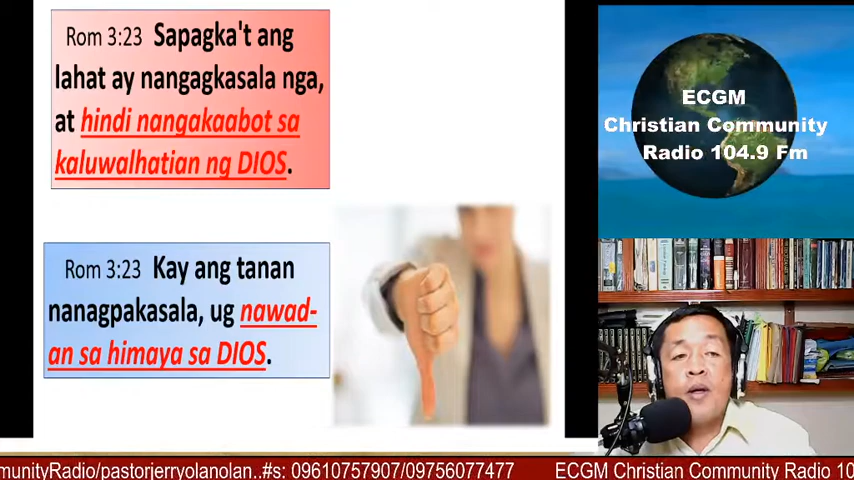 Rom 3:23 Sapagka't ang
lahat ay nangagkasala nga,
at hindi nangakaabot sa
kaluwalhatian ng DIOS.
Rom 3:23 Kay ang tanan
nanagpakasala, ug nawad-
an sa himaya sa DIOS.
ECGM
Christian Community
Radio 104.9 Fm
munityRadio/pastorjerryolanolan..#s: 09610757907/09756077477 ECGM Christian Community Radio 10